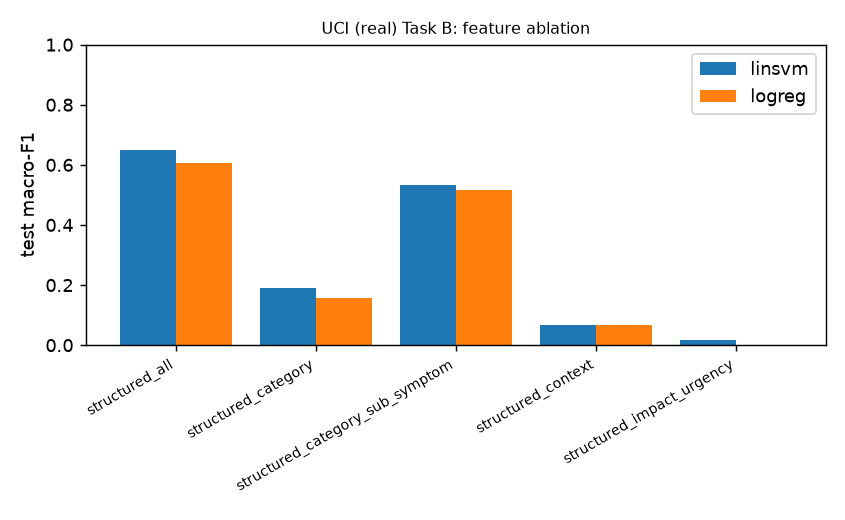 UCI (real) Task B: feature ablation
linsvm
logreg
test macro-F1
1.0
0.8
0.6
0.4
0.2
0.0
structured_all
structured_category
structured_category_sub_symptom
structured_context
structured_impact_urgency